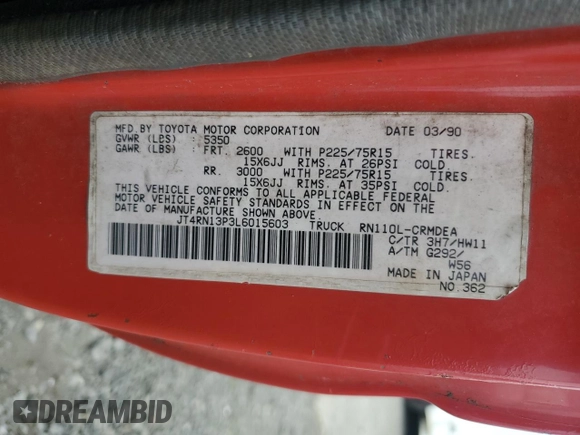 MFD. BY TOYOTA MOTOR CORPORATION DATE 03/90
GVWR (LBS) : 5350
GAWR (LBS) : FRT. 2600 WITH P225/75R15 TIRES.
15X6JJ RIMS. AT 26PSI COLD
RR. 3000 WITH P225/75R15 TIRES.
15X6JJ RIMS. AT 35PSI COLD.
THIS VEHICLE CONFORMS TO ALL APPLICABLE FEDERAL
MOTOR VEHICLE SAFETY STANDARDS IN EFFECT ON THE
DATE OF MANUFACTURE SHOWN ABOVE.
JT4RN13P3L6015603 TRUCK RN110L-CRMDEA
C/TR 3H7/HW11
A/TM G292/
W56
MADE IN JAPAN
NO.362
DREAMBID